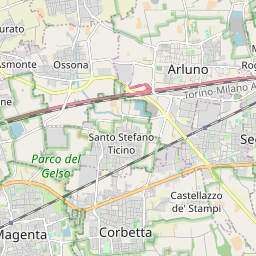 urato
Asmonte
Ossona
Arluno
Ro
ne
Torino-Milano A
Santo Stefano
Ticino
Se
Parco del
Gelso
Castellazzo
de' Stampi
Magenta
Corbetta